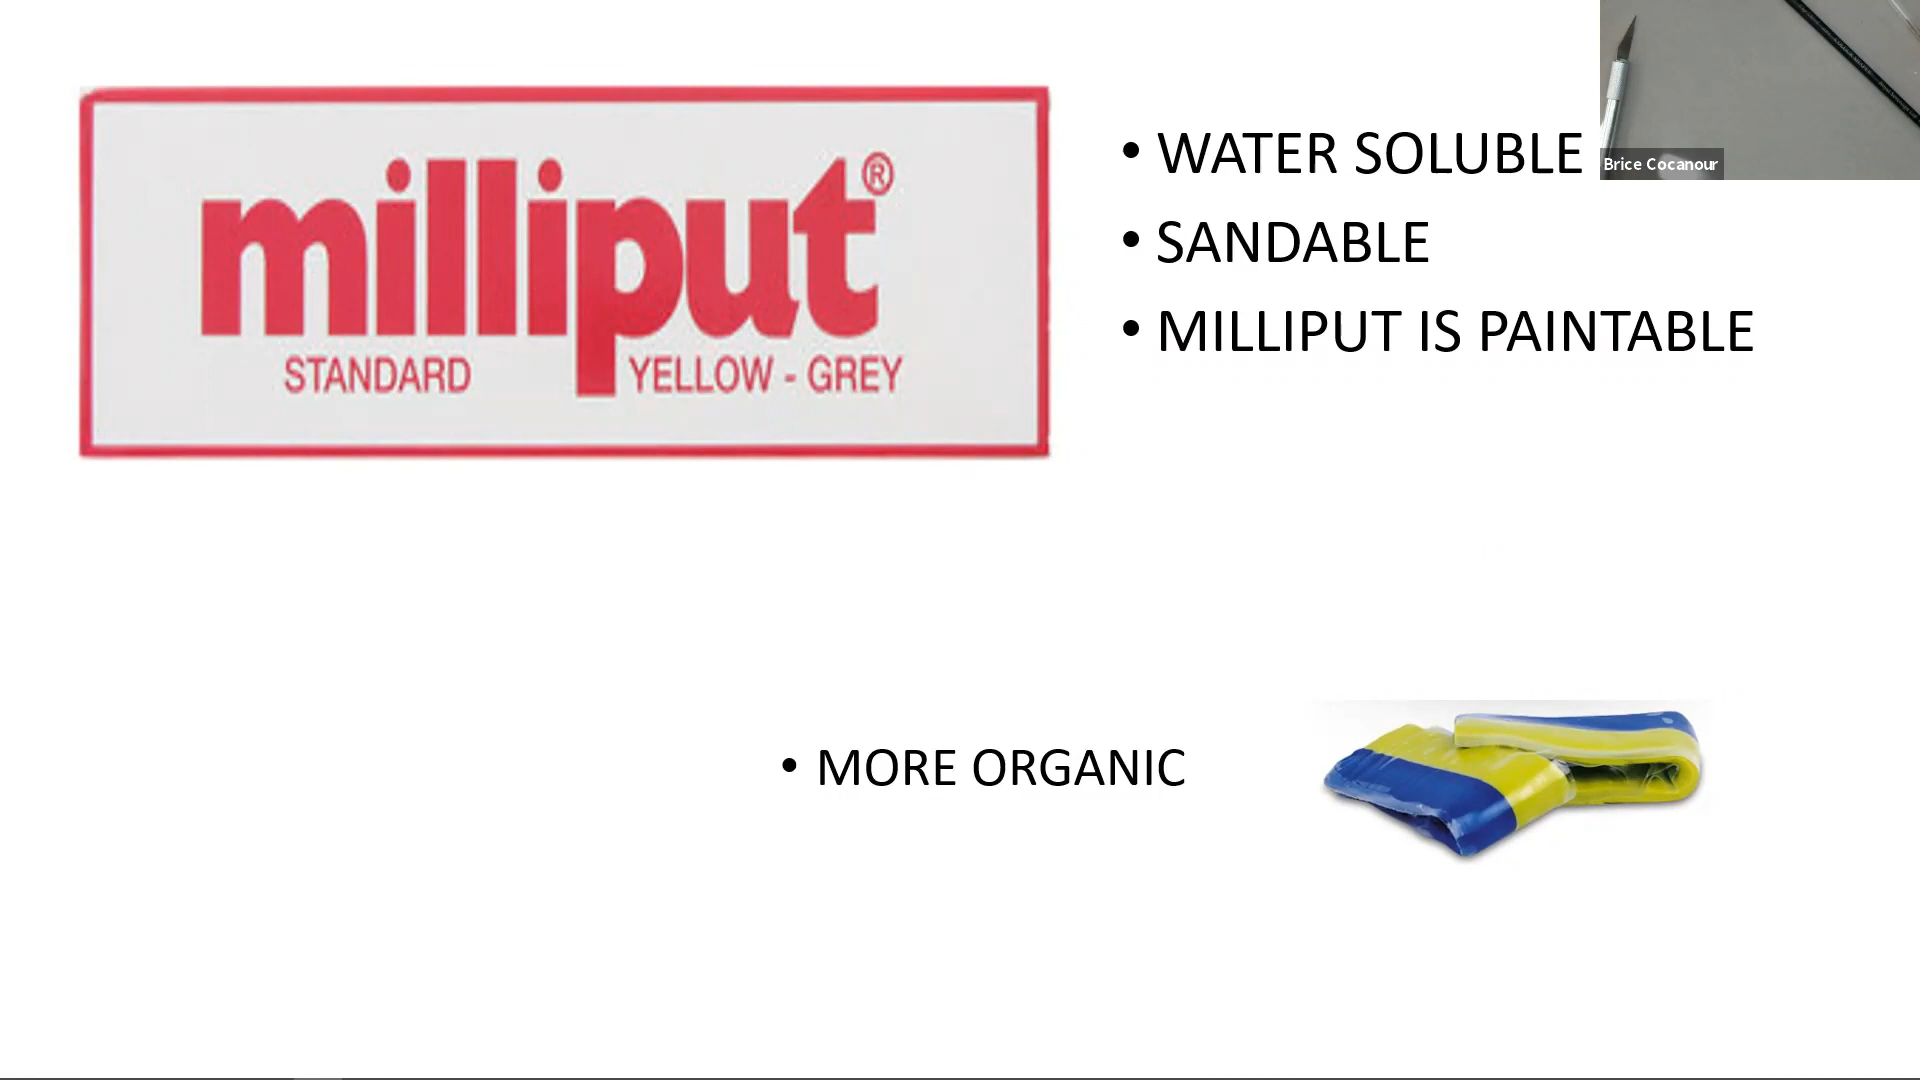 milliput®
STANDARD YELLOW - GREY
• WATER SOLUBLE
• SANDABLE
• MILLIPUT IS PAINTABLE
Brice Cocanour
• MORE ORGANIC